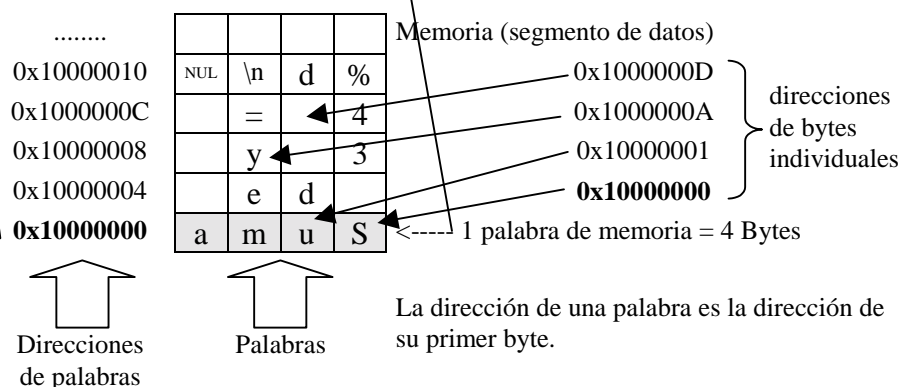 ........ Memoria (segmento de datos)
0x10000010 NUL \n d % 0x1000000D
0x1000000C = 4 0x1000000A
0x10000008 y 3 0x10000001
0x10000004 e d 0x10000000
0x10000000 a m u S <----- 1 palabra de memoria = 4 Bytes
direcciones
de bytes
individuales
La dirección de una palabra es la dirección de
su primer byte.
Direcciones
de palabras
Palabras